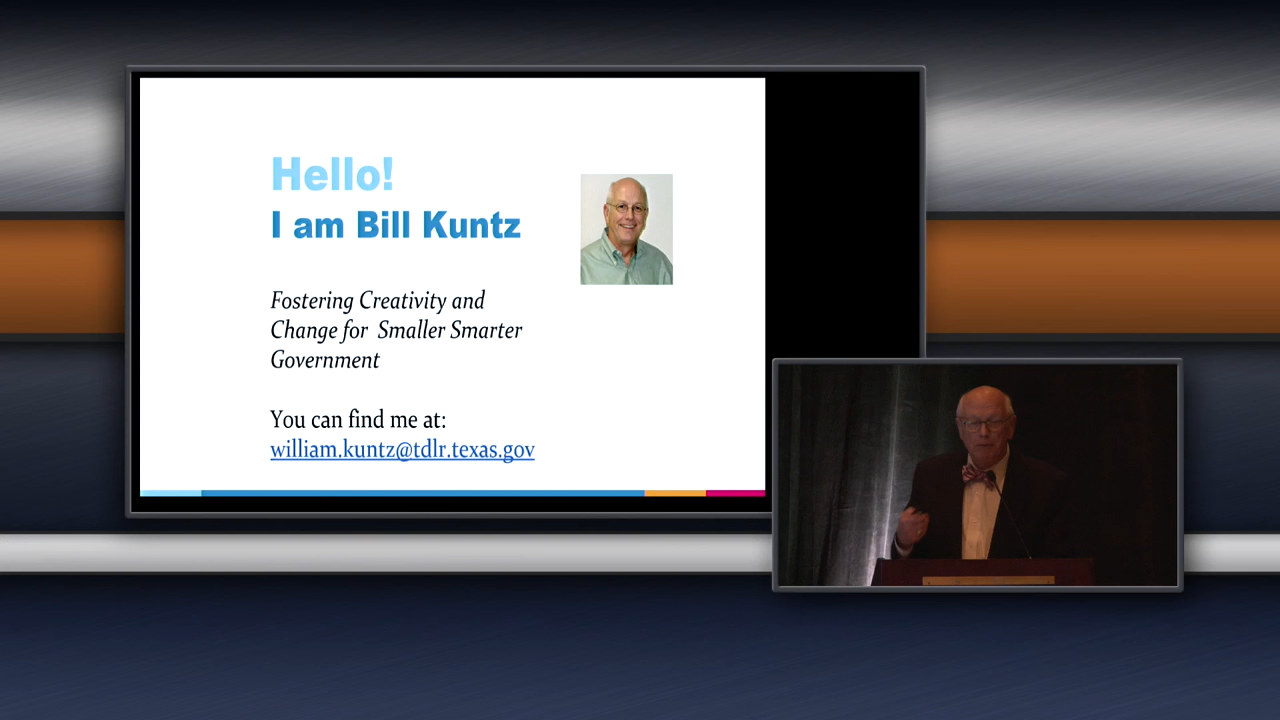 Hello!
I am Bill Kuntz
Fostering Creativity and
Change for Smaller Smarter
Government
You can find me at:
william.kuntz@tdlr.texas.gov